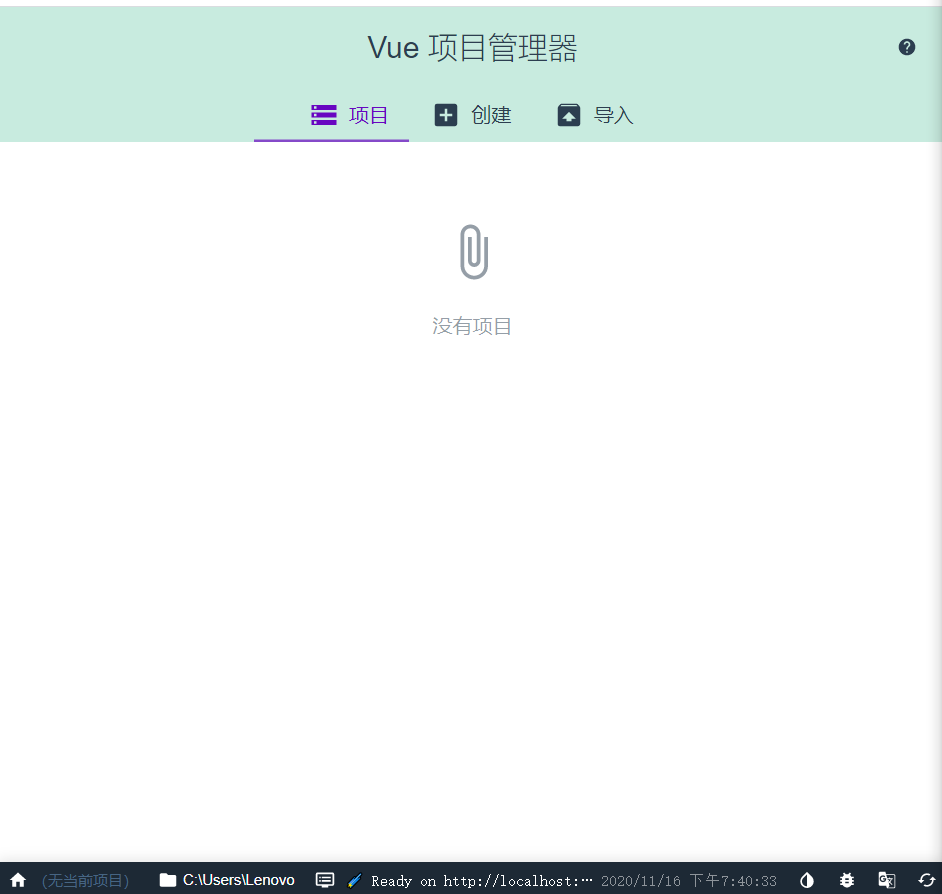 Vue 项目管理器
项目 创建 导入
没有项目
(无当前项目) C:\Users\Lenovo Ready on http://localhost:··· 2020/11/16 下午7:40:33